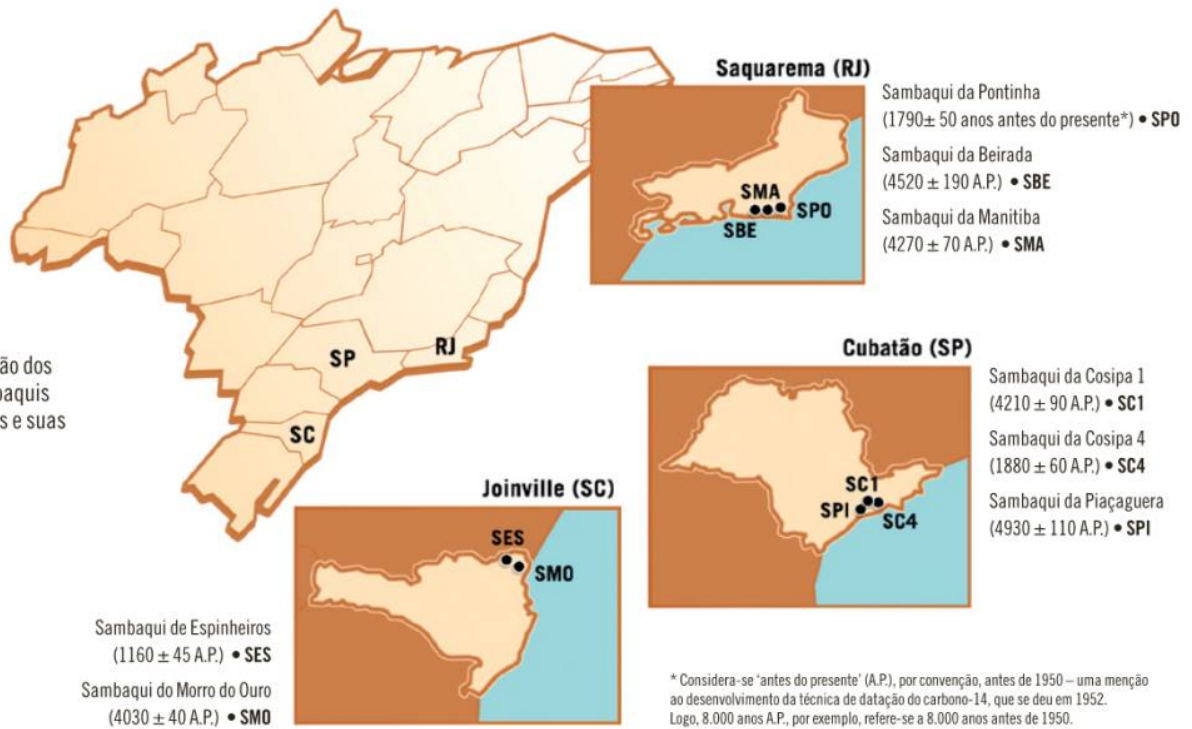 Saquarema (RJ)
Sambaqui da Pontinha
(1790± 50 anos antes do presente*) • SPO
Sambaqui da Beirada
(4520 ± 190 A.P.) • SBE
Sambaqui da Manitiba
(4270 ± 70 A.P.) • SMA
SMA
SPO
SBE
SP
RJ
SC
ão dos
aquis
s e suas
Cubatão (SP)
Sambaqui da Cosipa 1
(4210 ± 90 A.P.) • SC1
Sambaqui da Cosipa 4
(1880 ± 60 A.P.) • SC4
Sambaqui da Piaçaguera
(4930 ± 110 A.P.) • SPI
SC1
SPI
SC4
Joinville (SC)
SES
SMO
Sambaqui de Espinheiros
(1160 ± 45 A.P.) • SES
Sambaqui do Morro do Ouro
(4030 ± 40 A.P.) • SMO
* Considera-se ‘antes do presente’ (A.P.), por convenção, antes de 1950 – uma menção
ao desenvolvimento da técnica de datação do carbono-14, que se deu em 1952.
Logo, 8.000 anos A.P., por exemplo, refere-se a 8.000 anos antes de 1950.